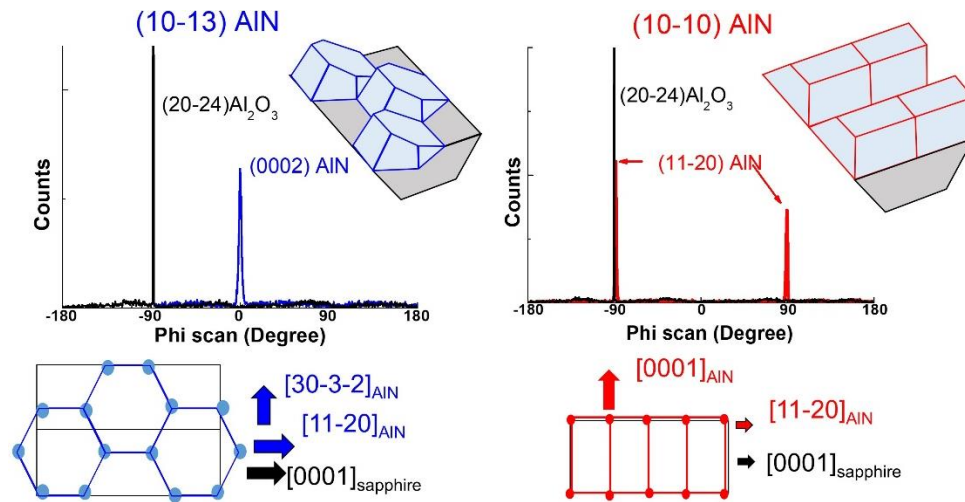 (10-13) AlN
(20-24)Al₂O₃
(0002) AlN
Counts
-180
-90
0
90
180
Phi scan (Degree)
[30-3-2]AlN
[11-20]AlN
[0001]sapphire
(10-10) AlN
(20-24)Al₂O₃
(11-20) AlN
Counts
-180
-90
0
90
180
Phi scan (Degree)
[0001]AlN
[11-20]AlN
[0001]sapphire